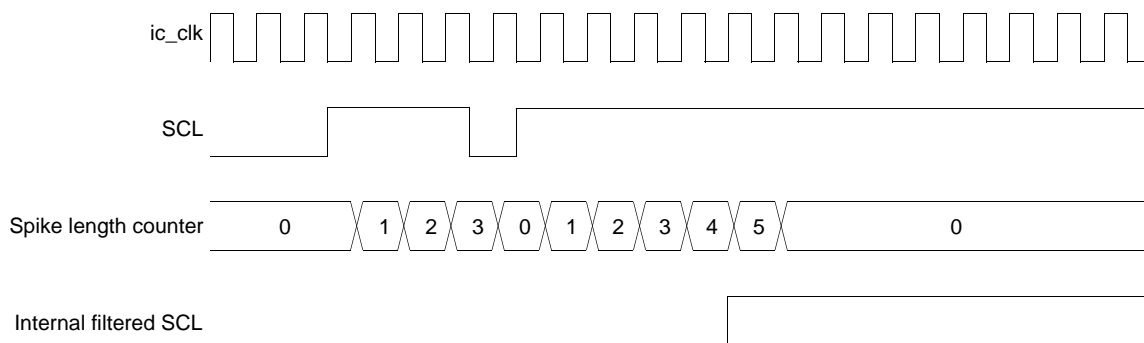 ic_clk
SCL
Spike length counter 0 1 2 3 0 1 2 3 4 5 0
Internal filtered SCL